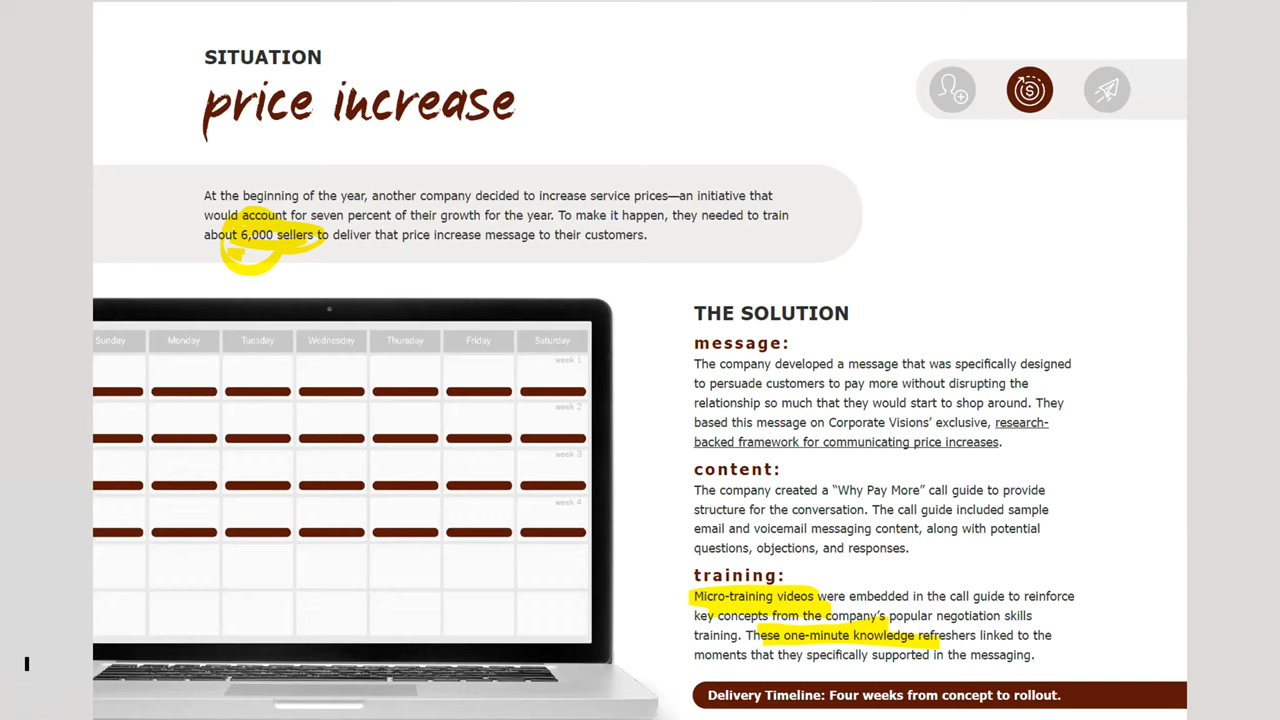 SITUATION
price increase
At the beginning of the year, another company decided to increase service prices—an initiative that
would account for seven percent of their growth for the year. To make it happen, they needed to train
about 6,000 sellers to deliver that price increase message to their customers.
Sunday Monday Tuesday Wednesday Thursday Friday Saturday
week 1
week 2
week 3
week 4
THE SOLUTION
message:
The company developed a message that was specifically designed
to persuade customers to pay more without disrupting the
relationship so much that they would start to shop around. They
based this message on Corporate Visions’ exclusive, research-
backed framework for communicating price increases.
content:
The company created a “Why Pay More” call guide to provide
structure for the conversation. The call guide included sample
email and voicemail messaging content, along with potential
questions, objections, and responses.
training:
Micro-training videos were embedded in the call guide to reinforce
key concepts from the company’s popular negotiation skills
training. These one-minute knowledge refreshers linked to the
moments that they specifically supported in the messaging.
Delivery Timeline: Four weeks from concept to rollout.